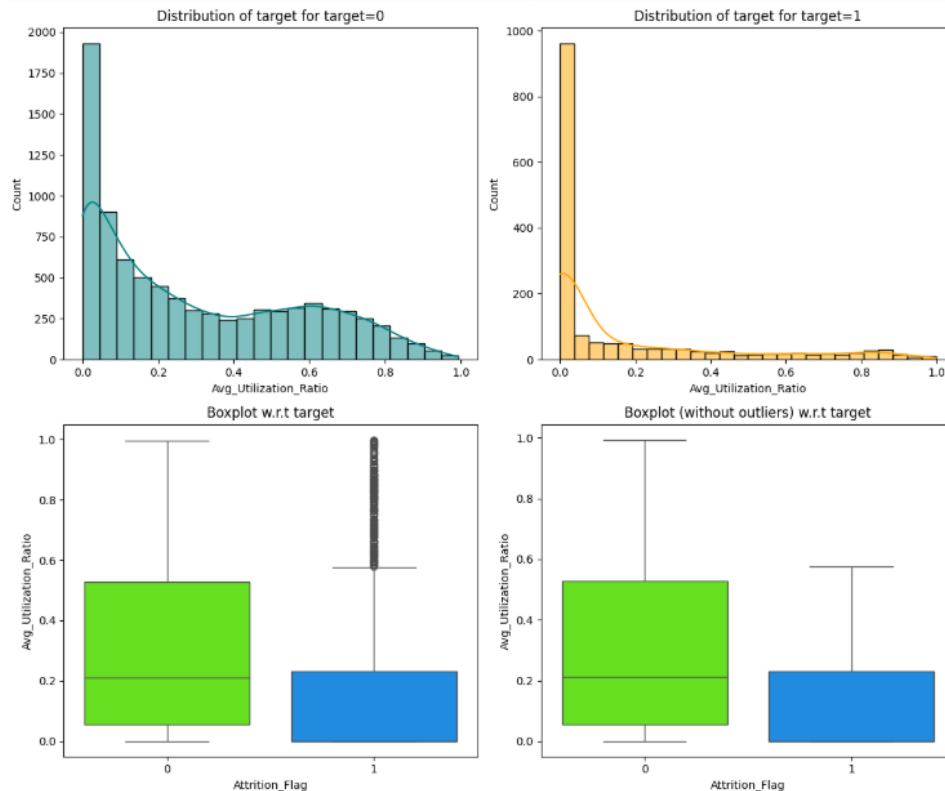 Distribution of target for target=0
2000
1750
1500
1250
1000
750
500
250
0
Count
0.0 0.2 0.4 0.6 0.8 1.0
Avg_Utilization_Ratio
Distribution of target for target=1
1000
800
600
400
200
0
Count
0.0 0.2 0.4 0.6 0.8 1.0
Avg_Utilization_Ratio
Boxplot w.r.t target
1.0
0.8
0.6
0.4
0.2
0.0
Avg_Utilization_Ratio
0 1
Attrition_Flag
Boxplot (without outliers) w.r.t target
1.0
0.8
0.6
0.4
0.2
0.0
Avg_Utilization_Ratio
0 1
Attrition_Flag